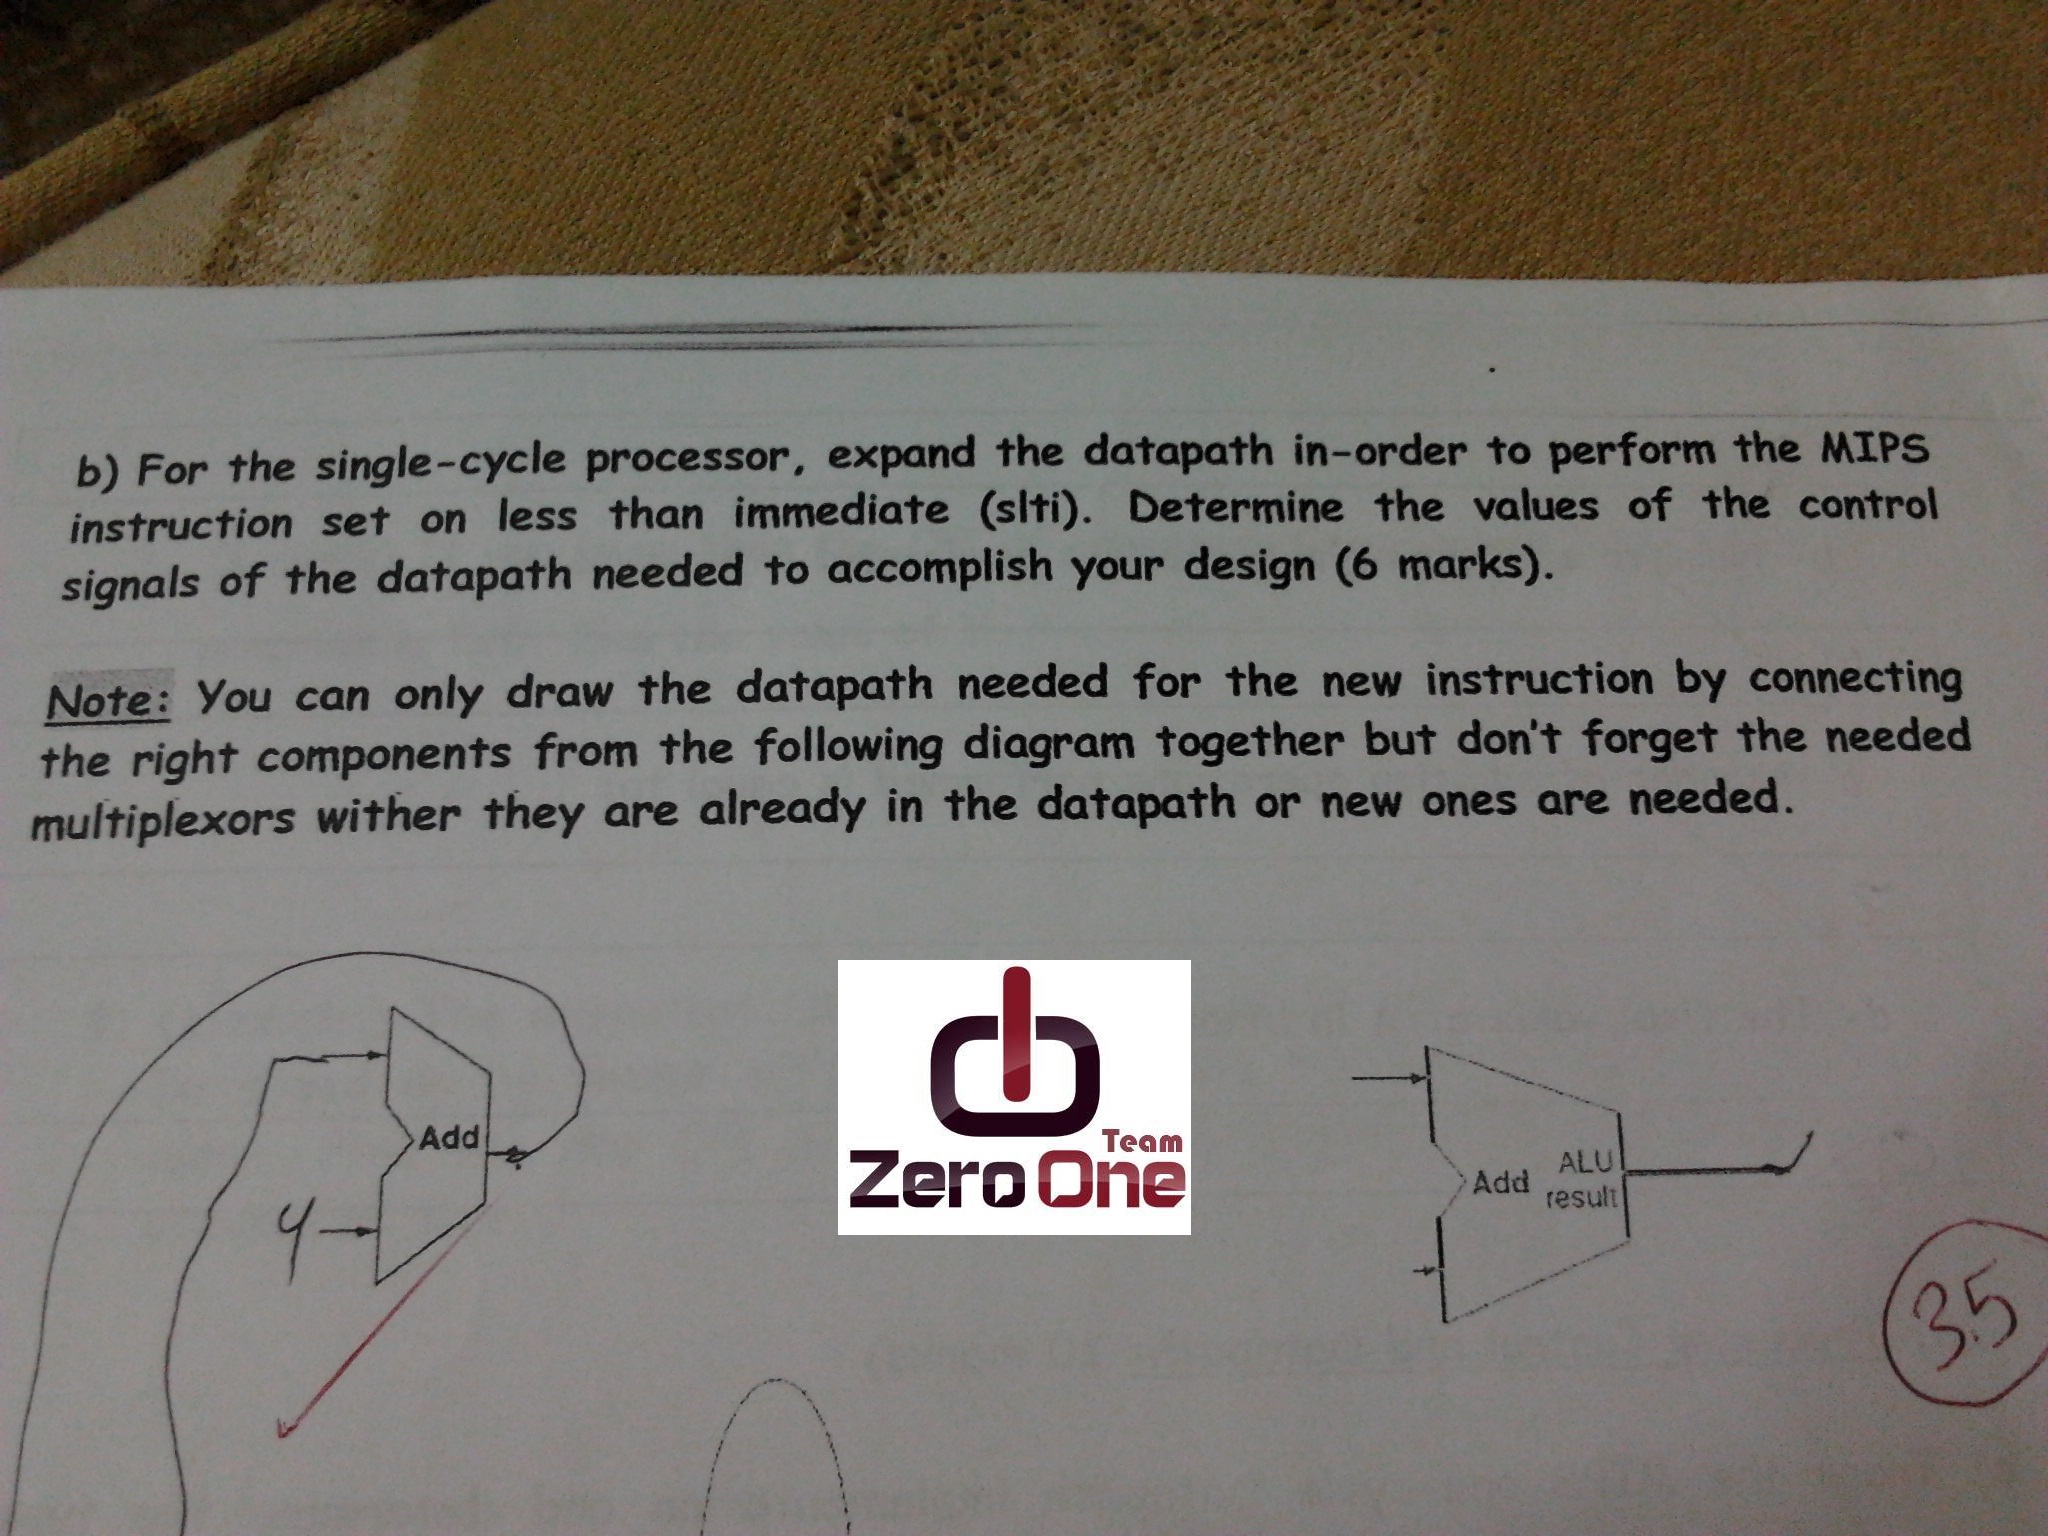 b) For the single-cycle processor, expand the datapath in-order to perform the MIPS
instruction set on less than immediate (slti). Determine the values of the control
signals of the datapath needed to accomplish your design (6 marks).
Note: You can only draw the datapath needed for the new instruction by connecting
the right components from the following diagram together but don't forget the needed
multiplexors wither they are already in the datapath or new ones are needed.
Add
4
Team
Zero One
Add ALU
result
3.5